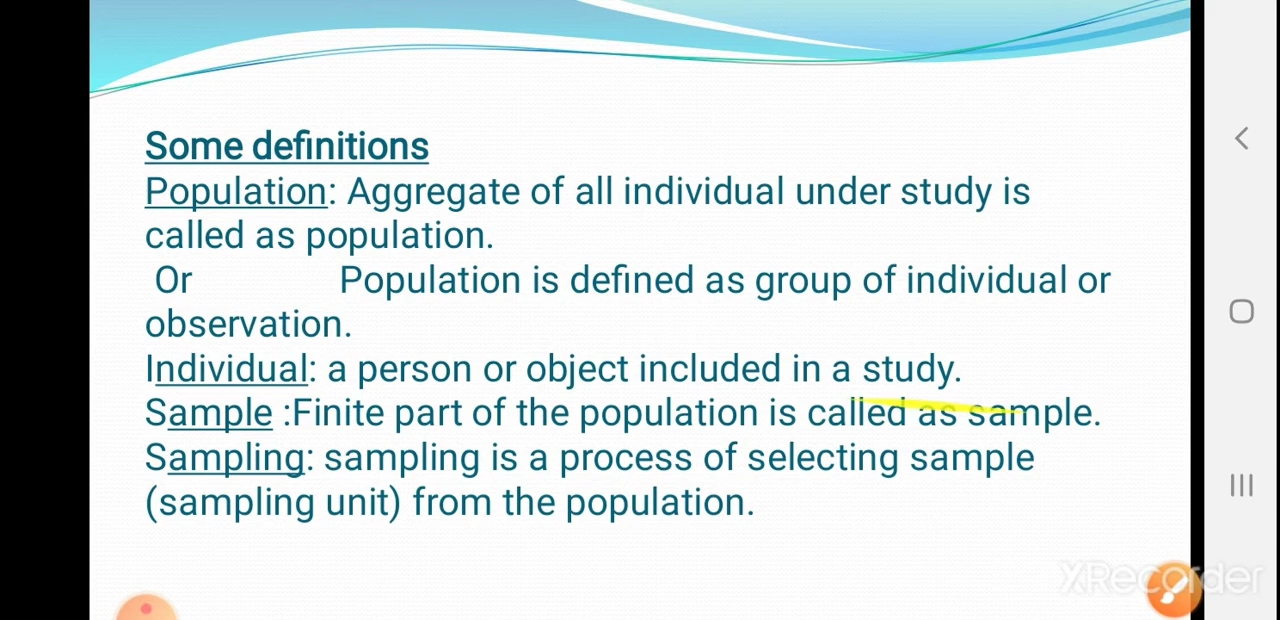 Some definitions
Population: Aggregate of all individual under study is
called as population.
Or Population is defined as group of individual or
observation.
Individual: a person or object included in a study.
Sample :Finite part of the population is called as sample.
Sampling: sampling is a process of selecting sample
(sampling unit) from the population.
XRecorder